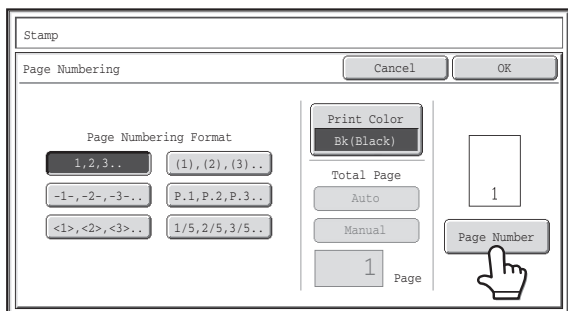 Stamp
Page Numbering
Cancel
OK
Page Numbering Format
1,2,3..
(1),(2),(3)..
-1-,-2-,-3-..
P.1,P.2,P.3..
<1>,<2>,<3>..
1/5,2/5,3/5..
Print Color
Bk(Black)
Total Page
Auto
Manual
1
Page
1
Page Number